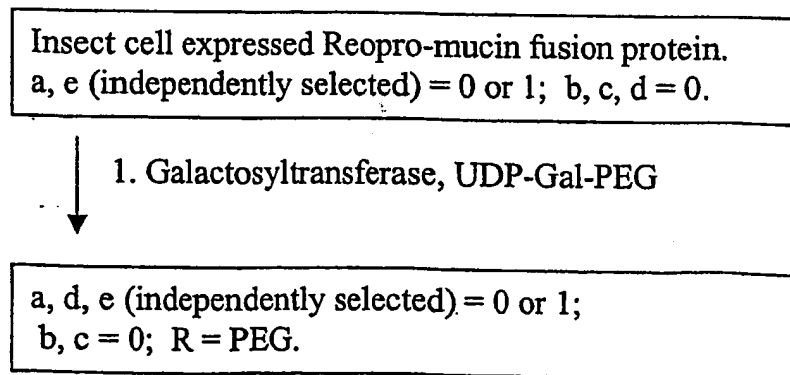 Insect cell expressed Reopro-mucin fusion protein.
a, e (independently selected) = 0 or 1; b, c, d = 0.
1. Galactosyltransferase, UDP-Gal-PEG
a, d, e (independently selected) = 0 or 1;
b, c = 0; R = PEG.